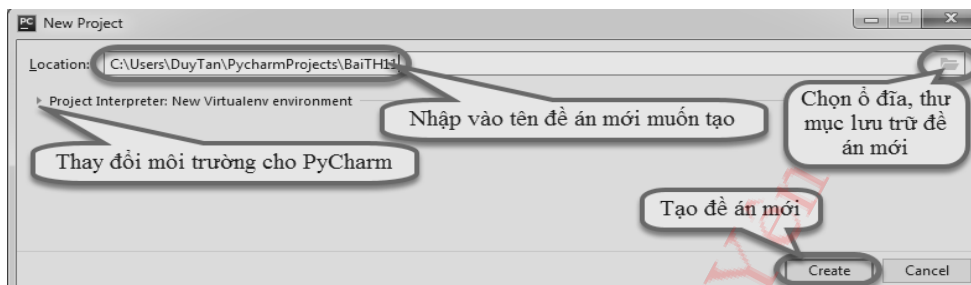 PC New Project
Location: C:\Users\DuyTan\PycharmProjects\BaiTH11
Project Interpreter: New Virtualenv environment
Nhập vào tên đề án mới muốn tạo
Chọn ổ đĩa, thư
mục lưu trữ đề
án mới
Thay đổi môi trường cho PyCharm
Tạo đề án mới
Yên
Create Cancel